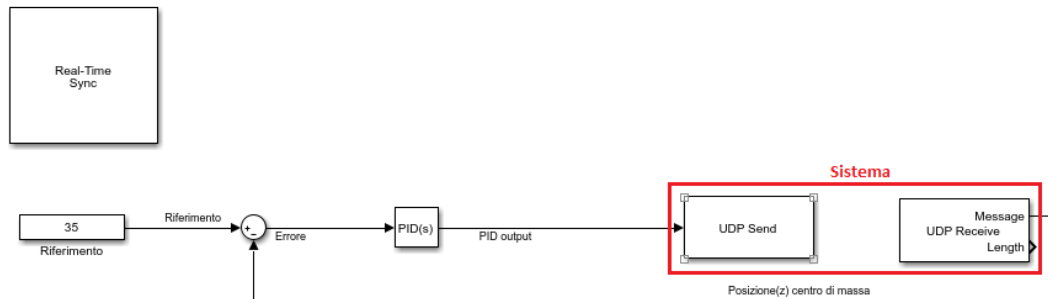 Real-Time
Sync
Sistema
35
Riferimento
Riferimento
+
-
Errore
PID(s)
PID output
UDP Send
Message
UDP Receive
Length
Posizione(z) centro di massa